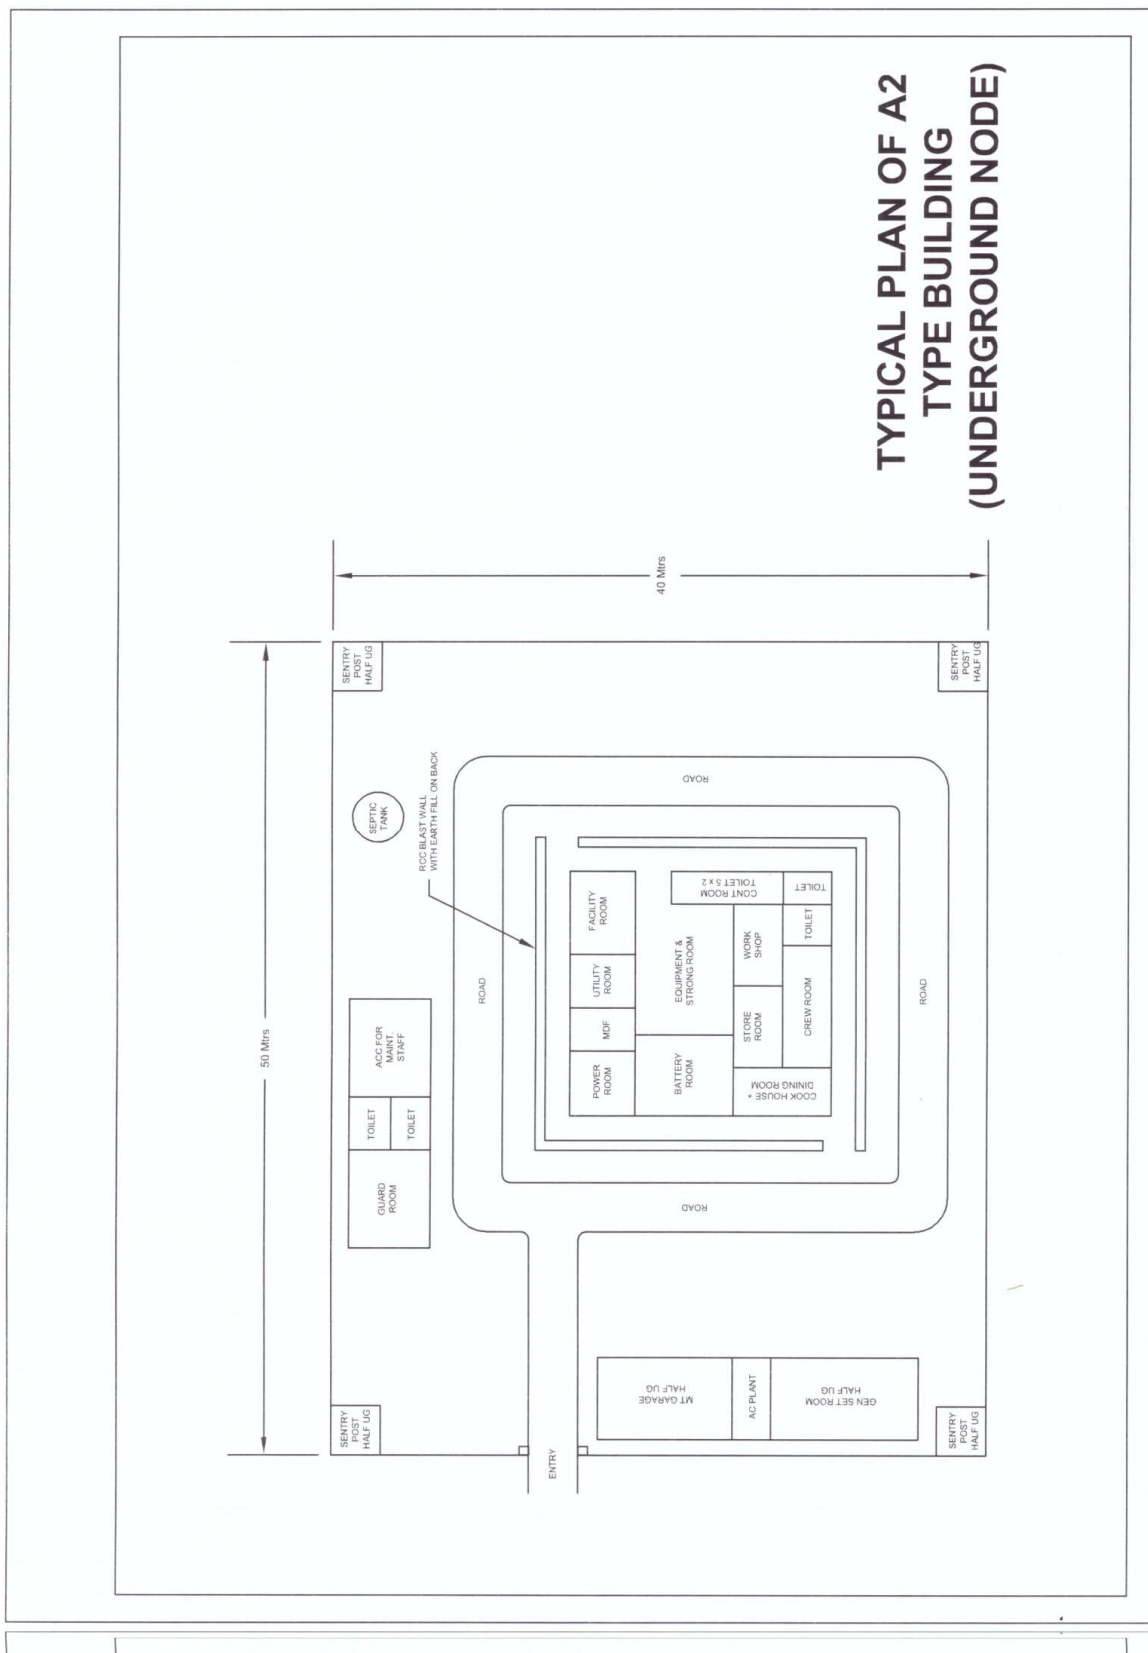 50 Mtrs
40 Mtrs
SENTRY
POST
HALF UG
SENTRY
POST
HALF UG
SEPTIC
TANK
RCC BLAST WALL
WITH EARTH FILL ON BACK
GUARD
ROOM
TOILET
TOILET
ACC FOR
MAINT.
STAFF
ROAD
ROAD
ROAD
ROAD
POWER
ROOM
MDF
UTILITY
ROOM
FACILITY
ROOM
BATTERY
ROOM
EQUIPMENT &
STRONG ROOM
CONT ROOM
TOILET 5 x 2
STORE
ROOM
WORK
SHOP
COOK HOUSE +
DINING ROOM
CREW ROOM
TOILET
TOILET
ENTRY
MT GARAGE
HALF UG
AC PLANT
GEN SET ROOM
HALF UG
SENTRY
POST
HALF UG
SENTRY
POST
HALF UG
TYPICAL PLAN OF A2
TYPE BUILDING
(UNDERGROUND NODE)